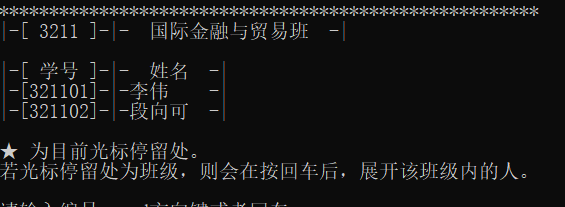 ******************************************************
|-[ 3211 ]-|- 国际金融与贸易班 -|
|-[ 学号 ]-|- 姓名 -|
|-[321101]-|-李伟 -|
|-[321102]-|-段向可 -|
★ 为目前光标停留处。
若光标停留处为班级，则会在按回车后，展开该班级内的人。